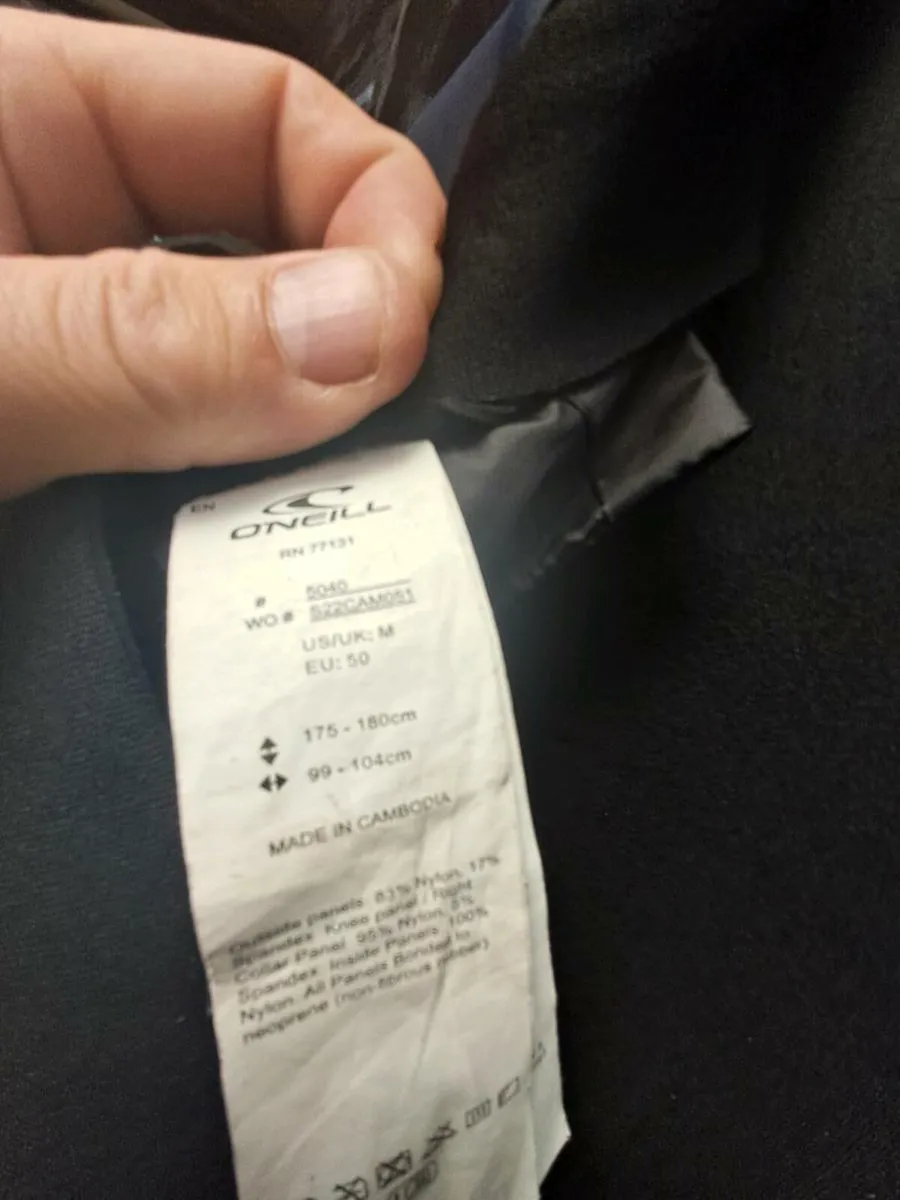 EN
O'NEILL
RN 77131
# 5040
WO # S22CAM051
US/UK: M
EU: 50
175 - 180cm
99 - 104cm
MADE IN CAMBODIA
Outside panels 83% Nylon, 17%
Spandex Knee panel / Right
Collar Panel 95% Nylon, 5%
Spandex Inside Panels 100%
Nylon. All Panels Bonded to
neoprene (non-fibrous rubber)